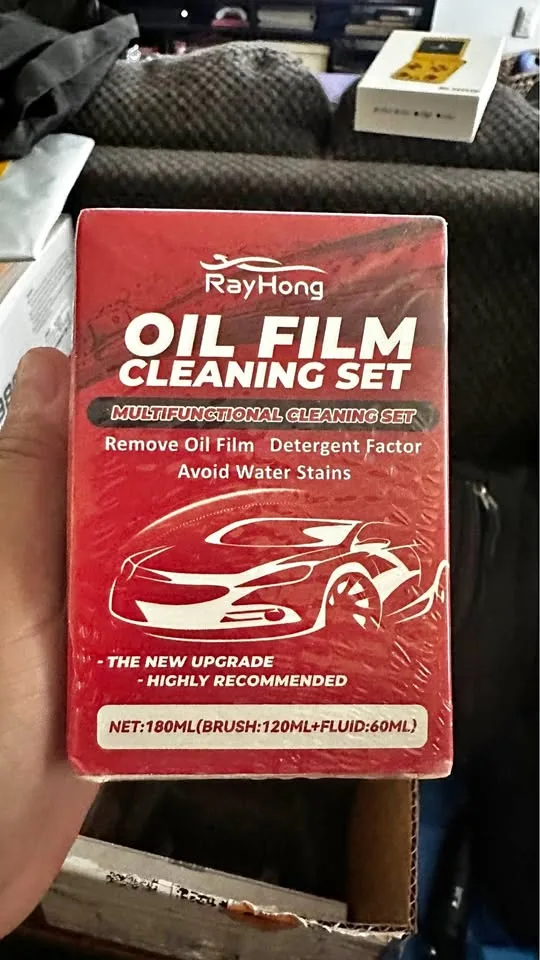 RayHong
OIL FILM
CLEANING SET
MULTIFUNCTIONAL CLEANING SET
Remove Oil Film Detergent Factor
Avoid Water Stains
- THE NEW UPGRADE
- HIGHLY RECOMMENDED
NET:180ML(BRUSH:120ML+FLUID:60ML)